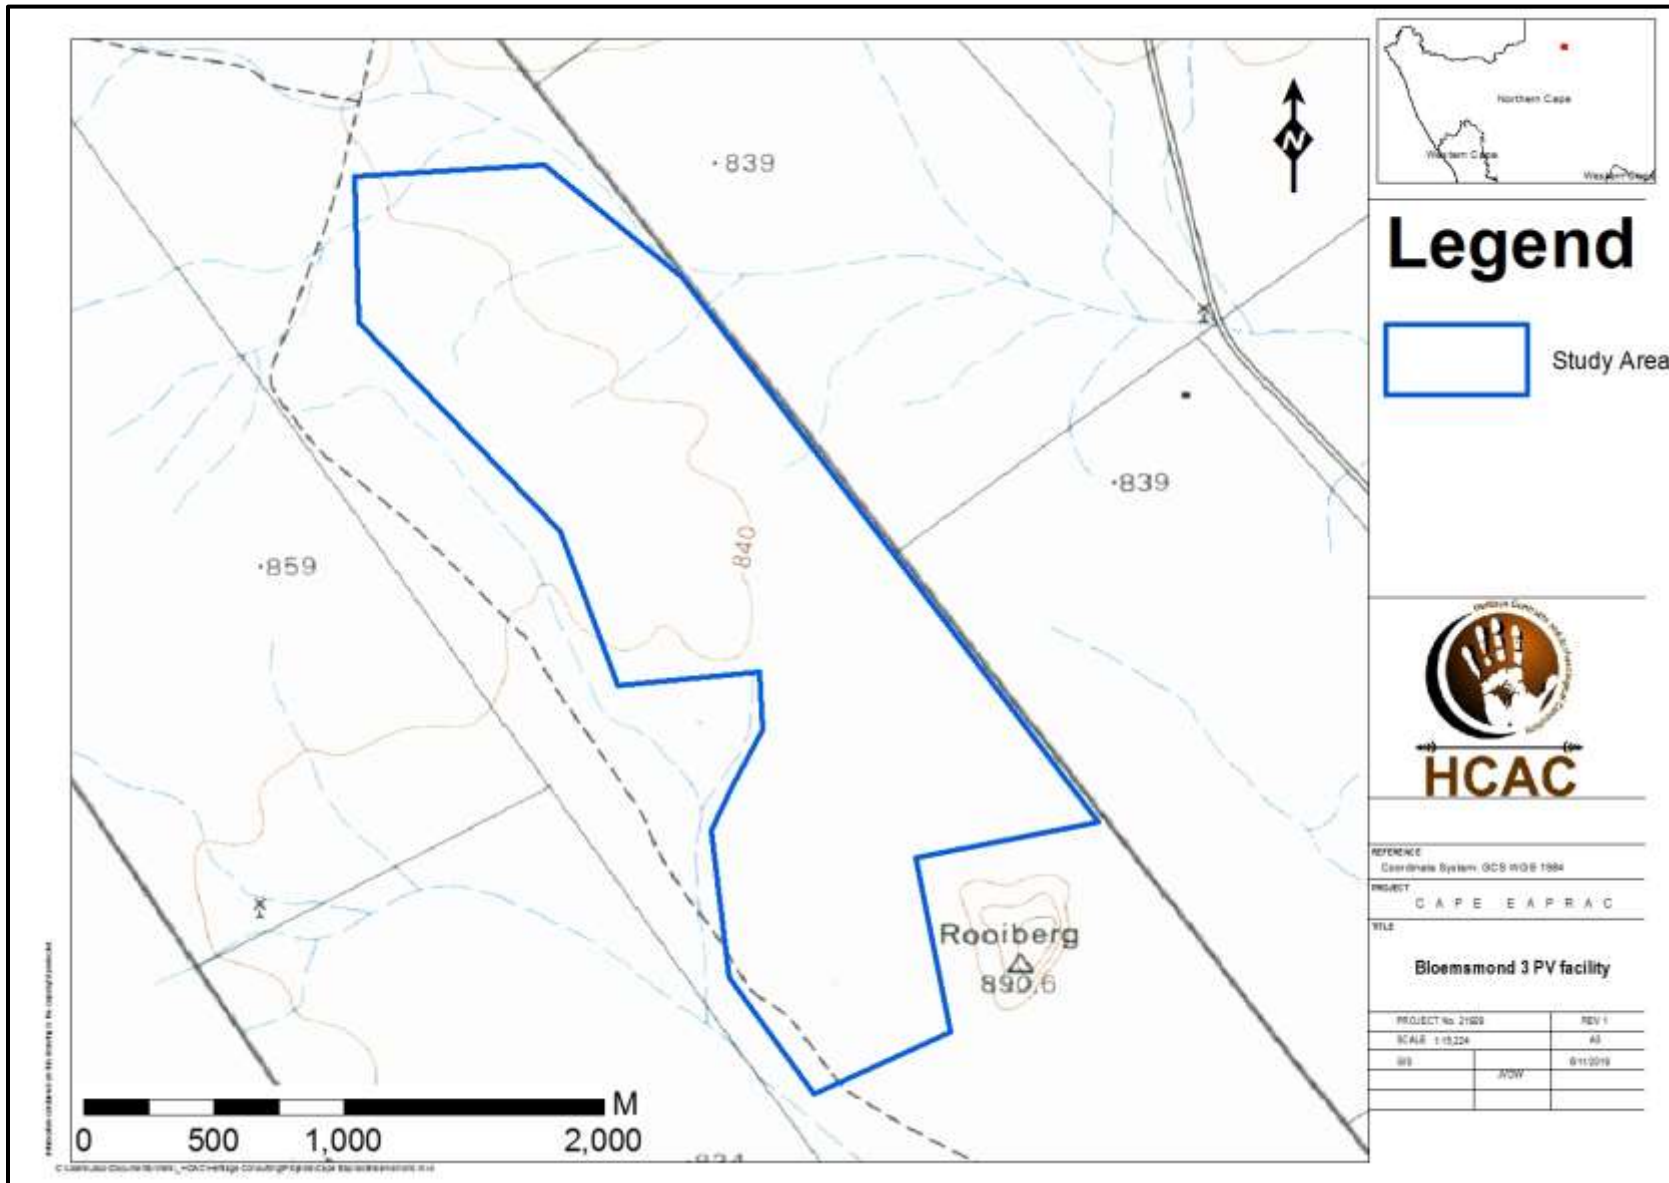 839
N
Northern Cape
Western Cape
Legend
Study Area
839
840
859
HCAC
REFERENCE
Coordinate System: GCS WGS 1984
PROJECT
CAPE EAPRAC
TITLE
Rooiberg
890,6
Bloemsmond 3 PV facility
REV 1
A3
M
0 500 1,000 2,000